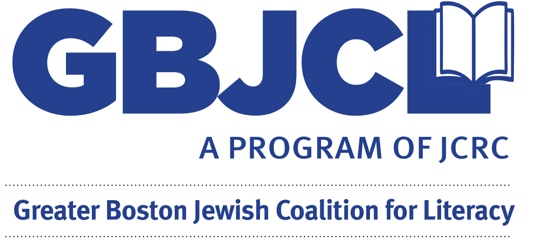 GBJCL
A PROGRAM OF JCRC
Greater Boston Jewish Coalition for Literacy